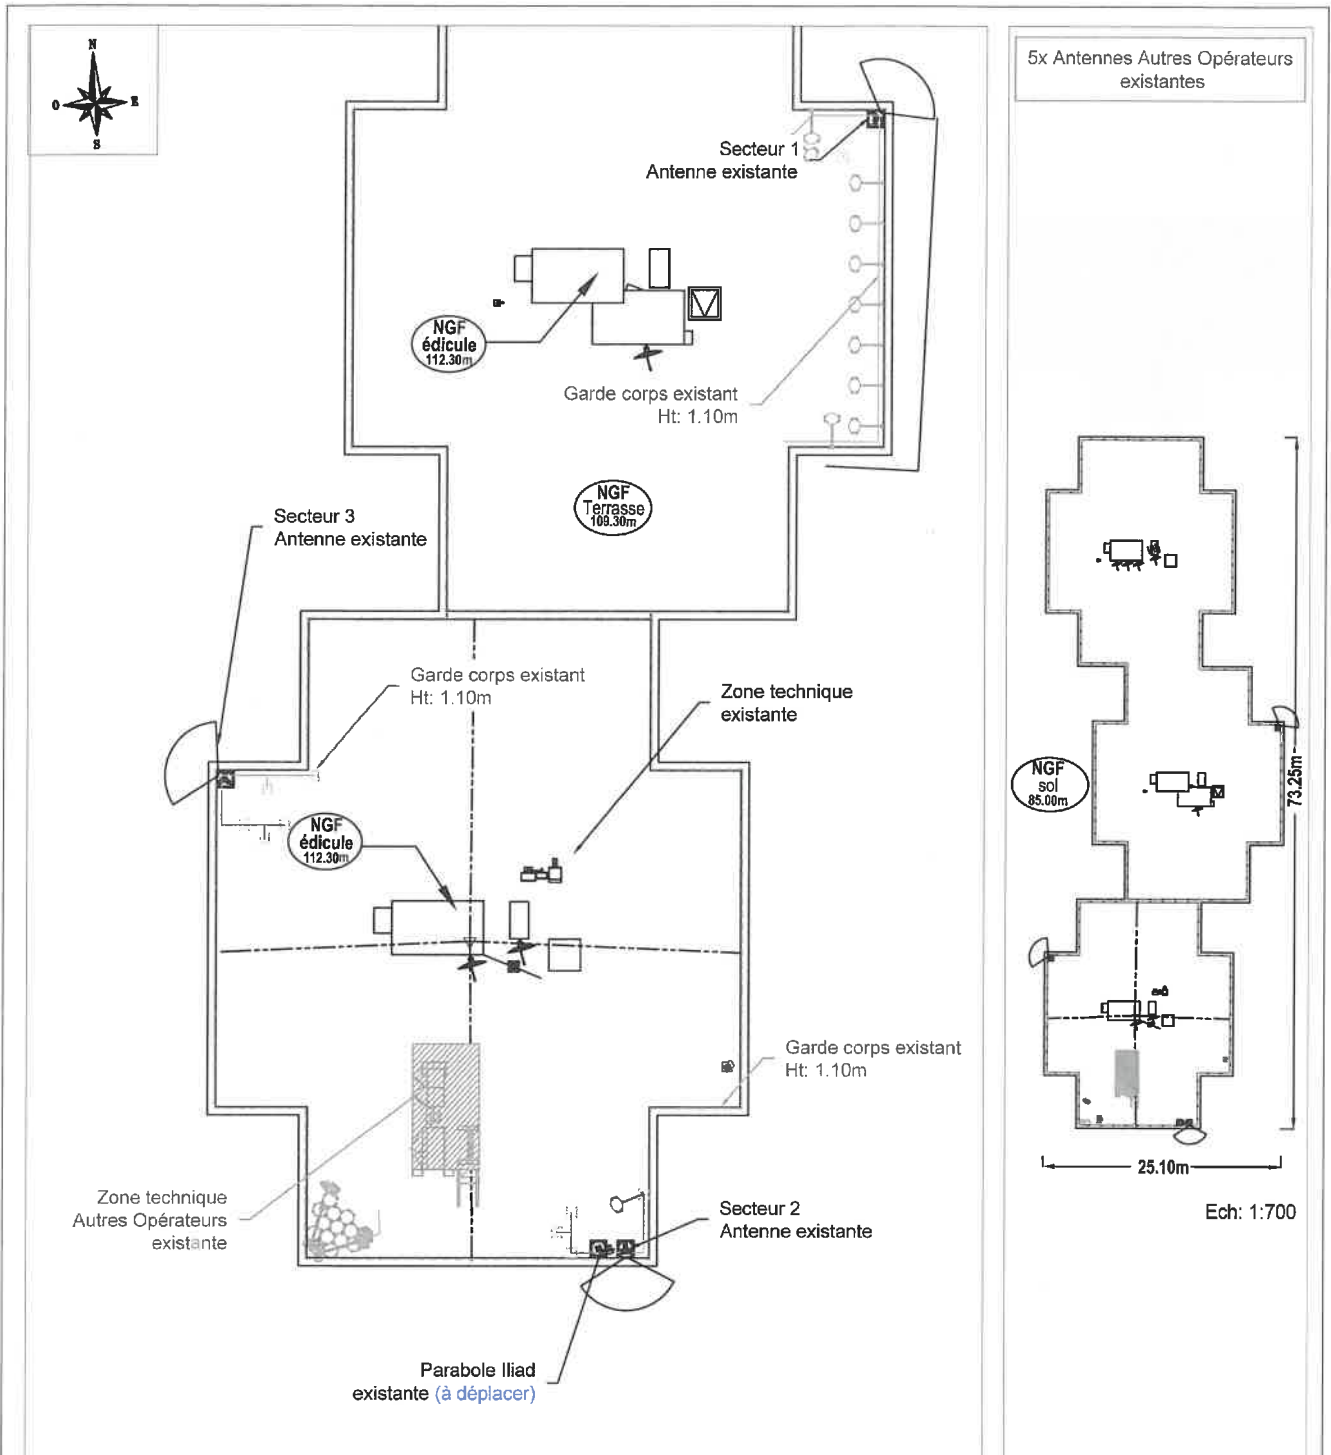 N
O
E
S
5x Antennes Autres Opérateurs
existantes
Secteur 1
Antenne existante
NGF
édicule
112.30m
Garde corps existant
Ht: 1.10m
NGF
Terrasse
109.30m
Secteur 3
Antenne existante
Garde corps existant
Ht: 1.10m
Zone technique
existante
NGF
édicule
112.30m
Garde corps existant
Ht: 1.10m
Zone technique
Autres Opérateurs
existante
Secteur 2
Antenne existante
Parabole Iliad
existante (à déplacer)
NGF
sol
85.00m
73.25m
25.10m
Ech: 1:700